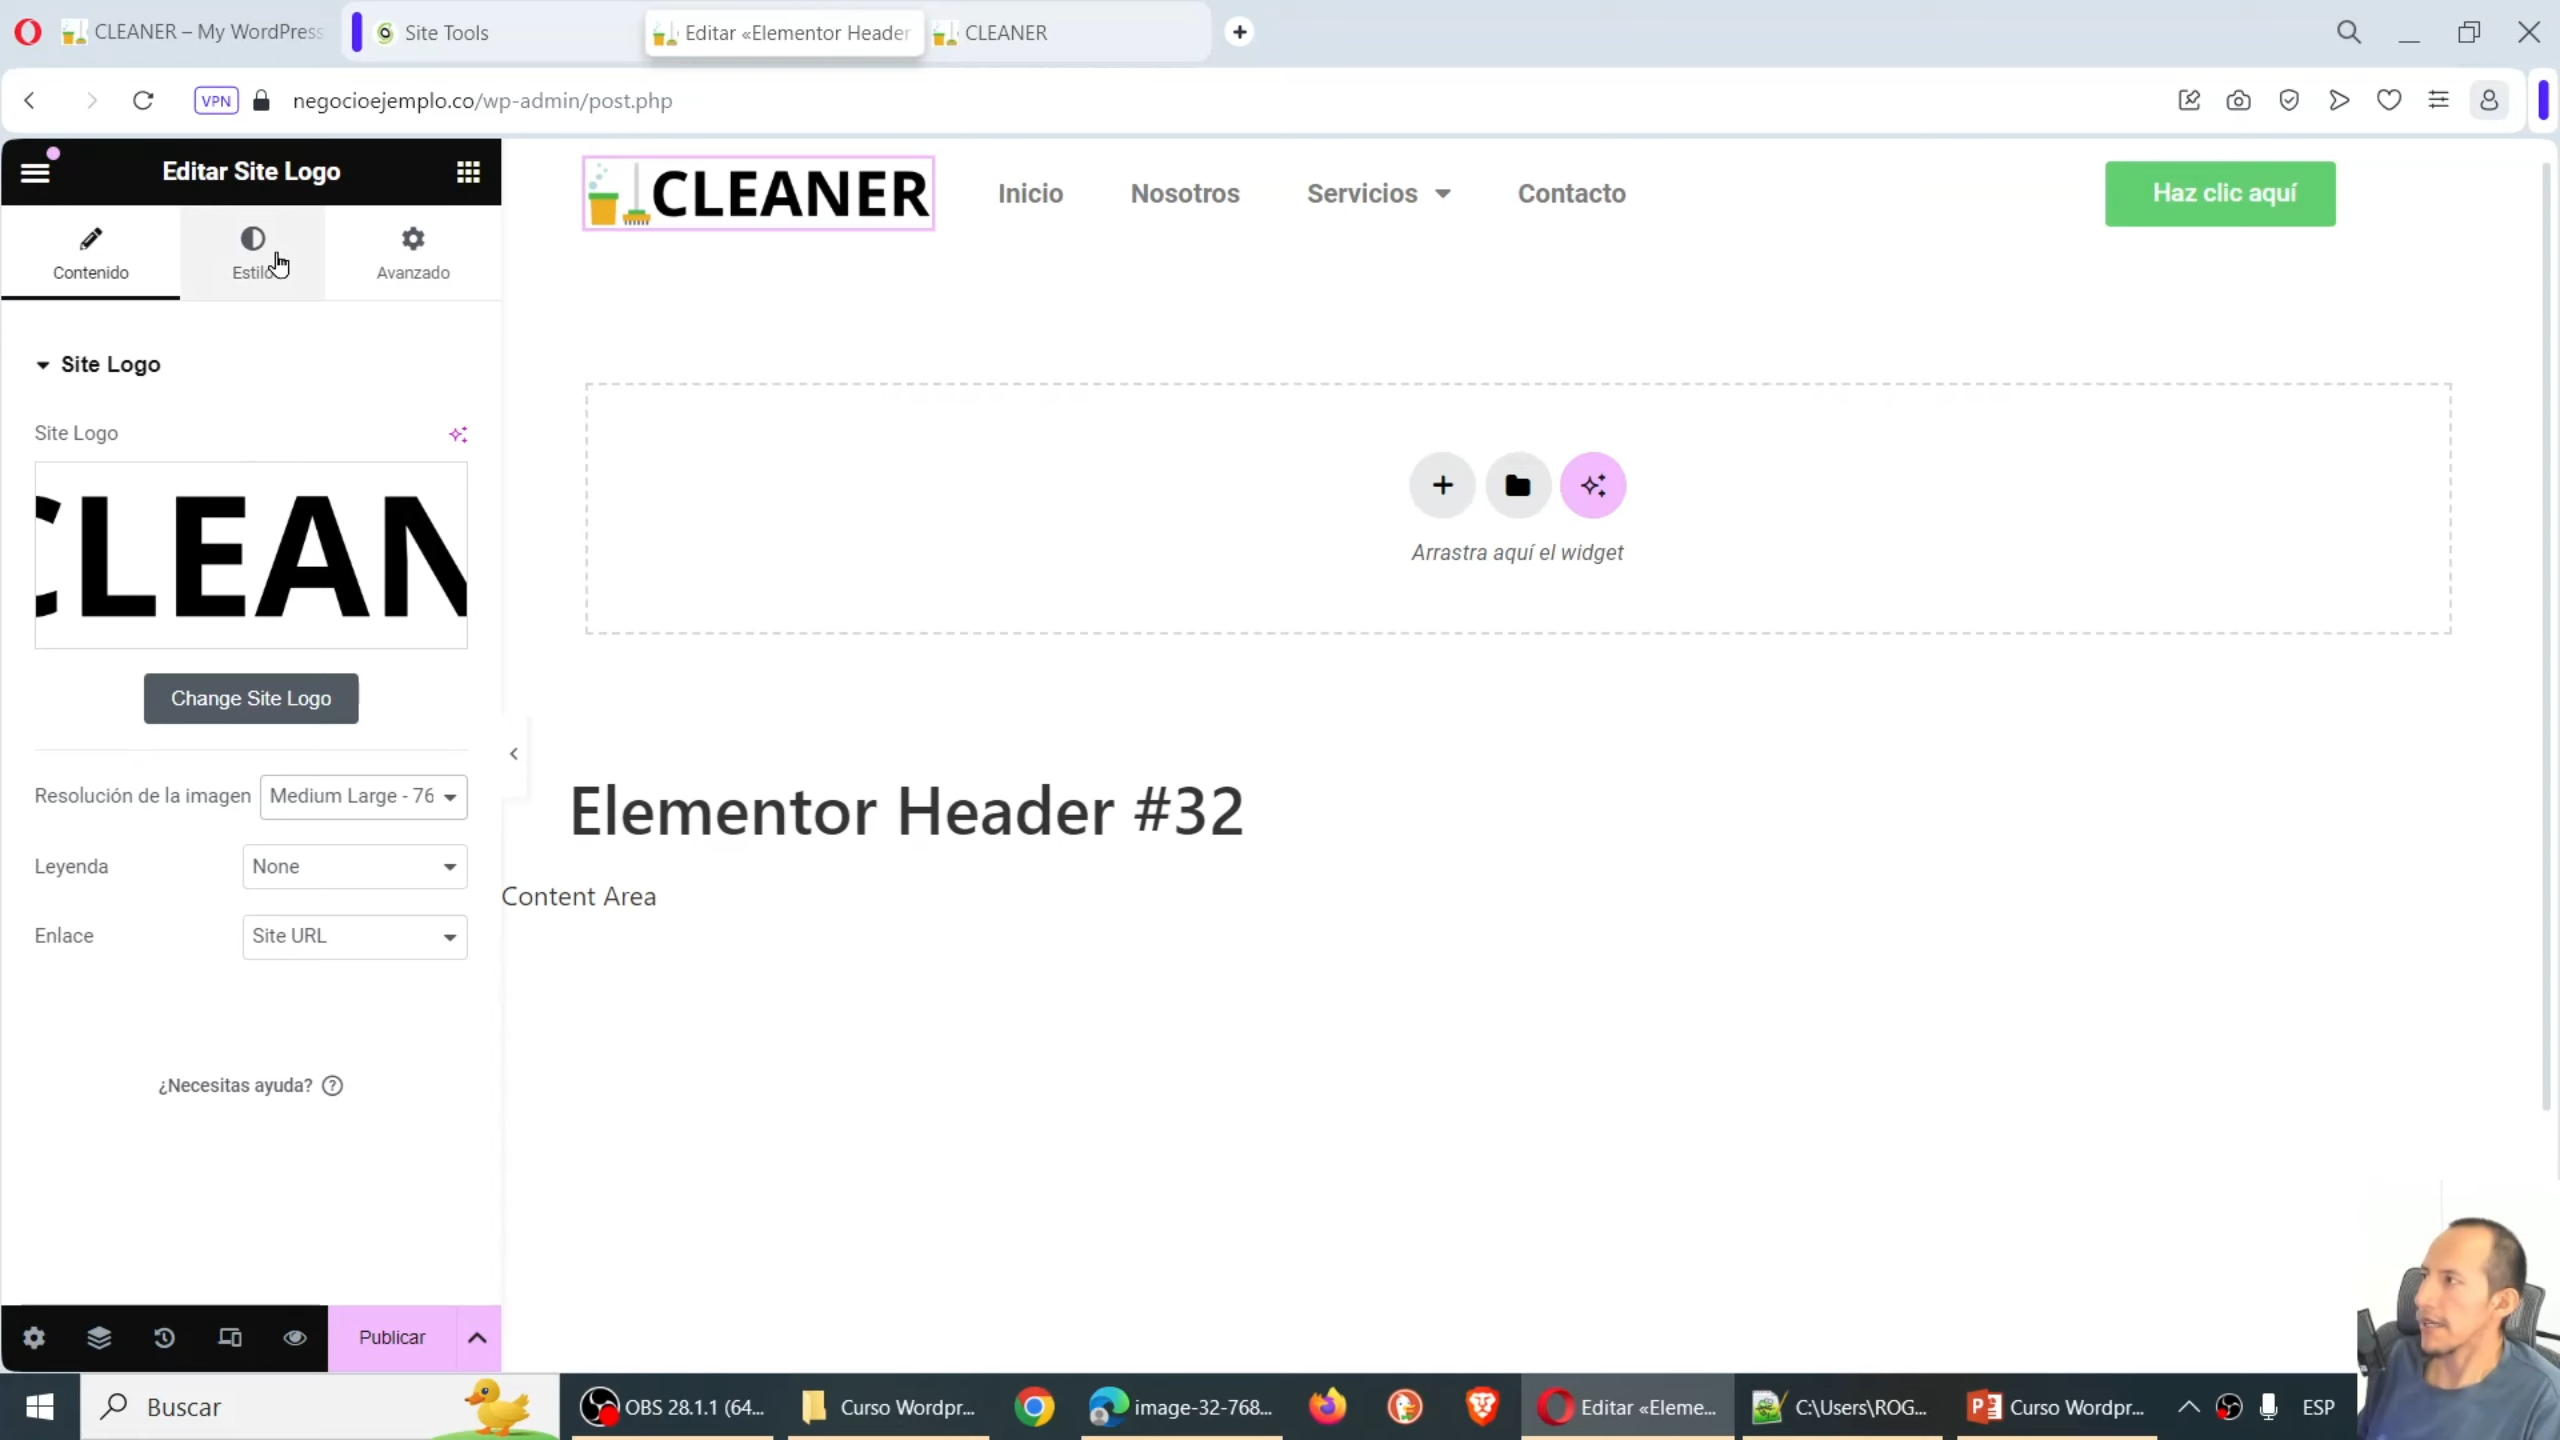 CLEANER – My WordPress
Site Tools
Editar «Elementor Header
CLEANER
VPN
negocioejemplo.co/wp-admin/post.php
Editar Site Logo
Contenido
Estilo
Avanzado
Site Logo
Site Logo
CLEAN
Change Site Logo
Resolución de la imagen
Medium Large - 76
Leyenda
None
Enlace
Site URL
¿Necesitas ayuda?
Publicar
CLEANER
Inicio
Nosotros
Servicios
Contacto
Haz clic aquí
Arrastra aquí el widget
Elementor Header #32
Content Area
Buscar
OBS 28.1.1 (64...
Curso Wordpr...
image-32-768...
Editar «Eleme...
C:\Users\ROG...
Curso Wordpr...
ESP